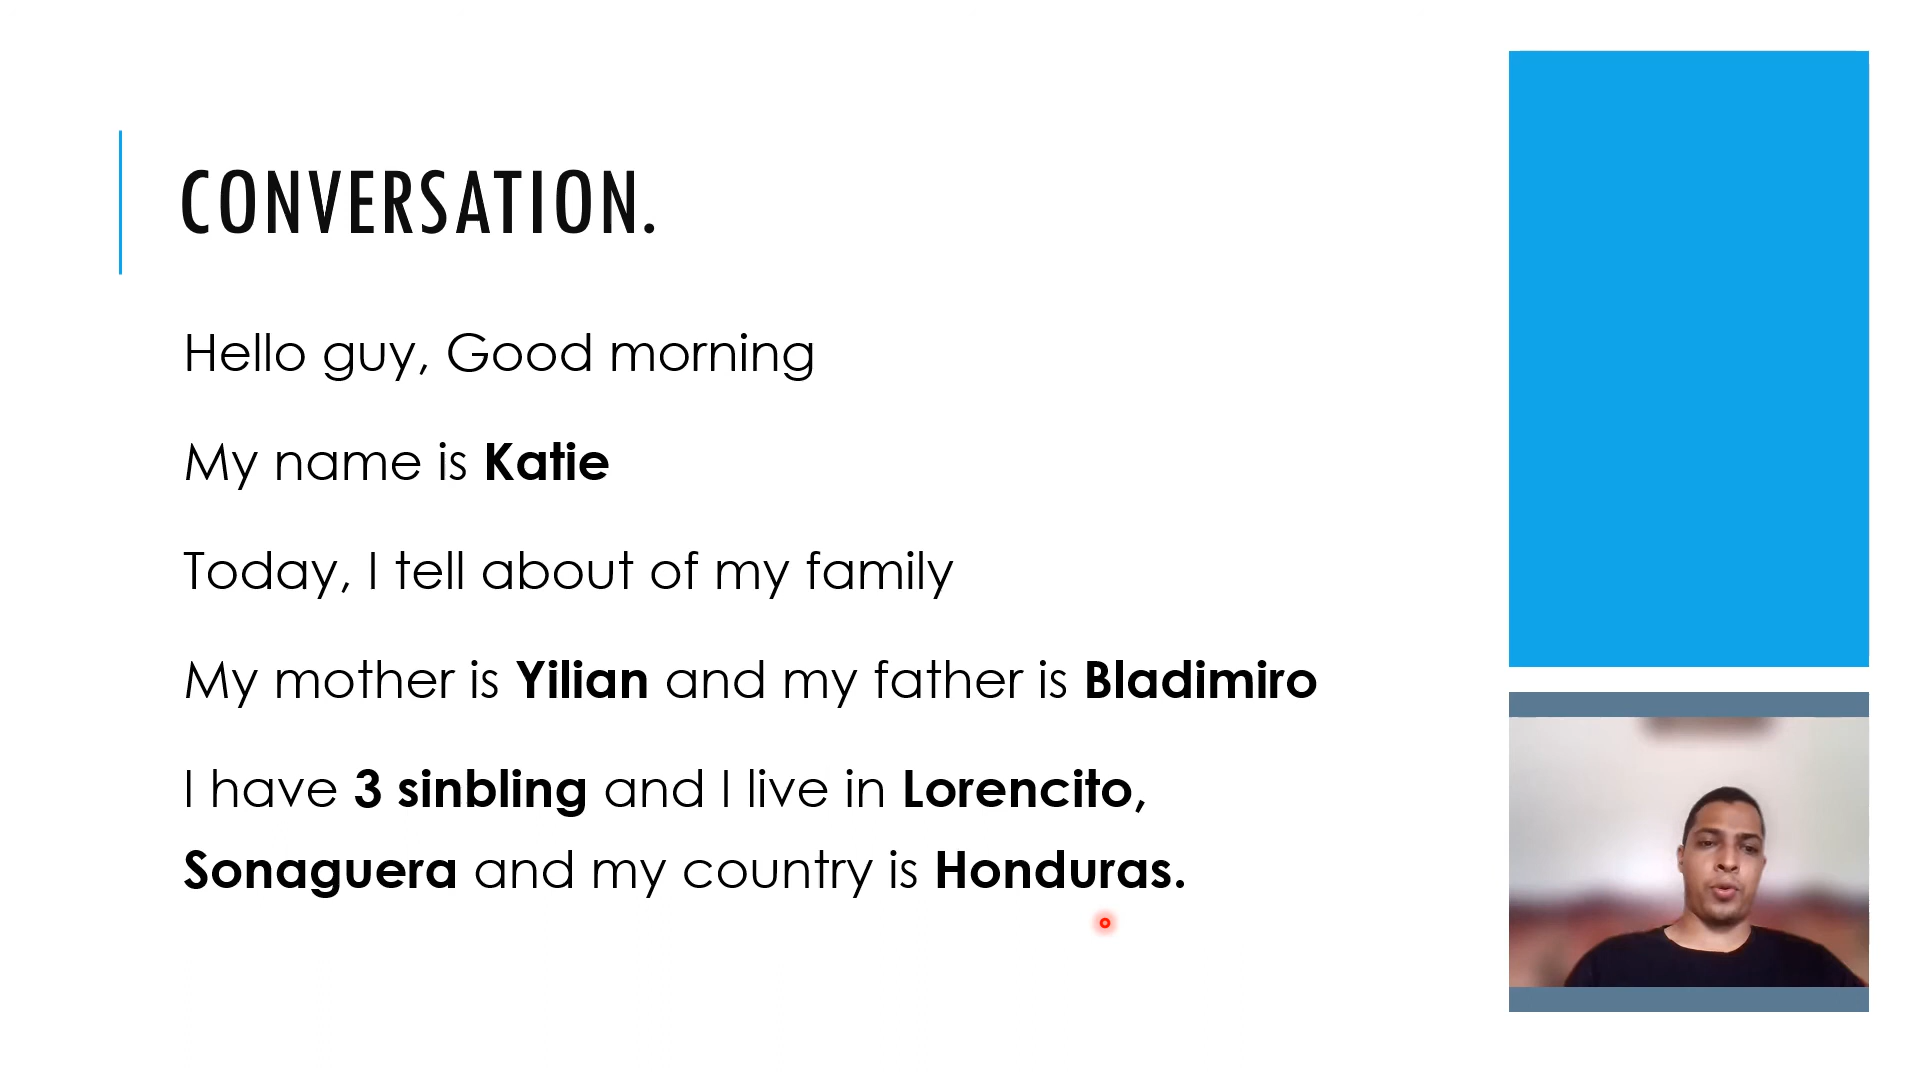 CONVERSATION.
Hello guy, Good morning
My name is Katie
Today, I tell about of my family
My mother is Yilian and my father is Bladimiro
I have 3 sinbling and I live in Lorencito,
Sonaguera and my country is Honduras.